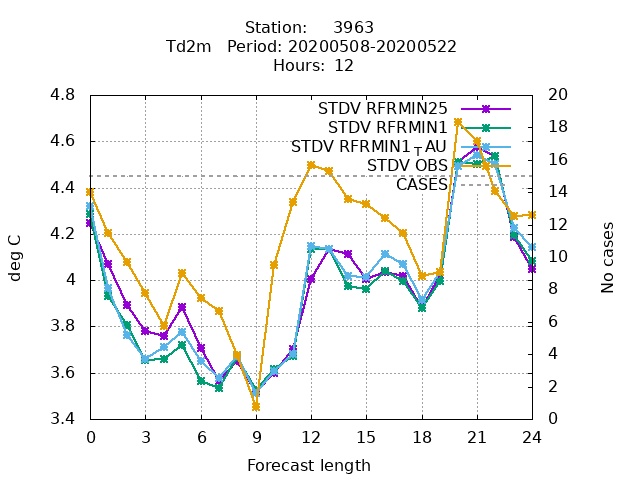 Station: 3963
Td2m Period: 20200508-20200522
Hours: 12
4.8
4.6
4.4
4.2
4
3.8
3.6
3.4
deg C
STDV RFRMIN25
STDV RFRMIN1
STDV RFRMIN1TAU
STDV OBS
CASES
20
18
16
14
12
10
8
6
4
2
0
No cases
0 3 6 9 12 15 18 21 24
Forecast length